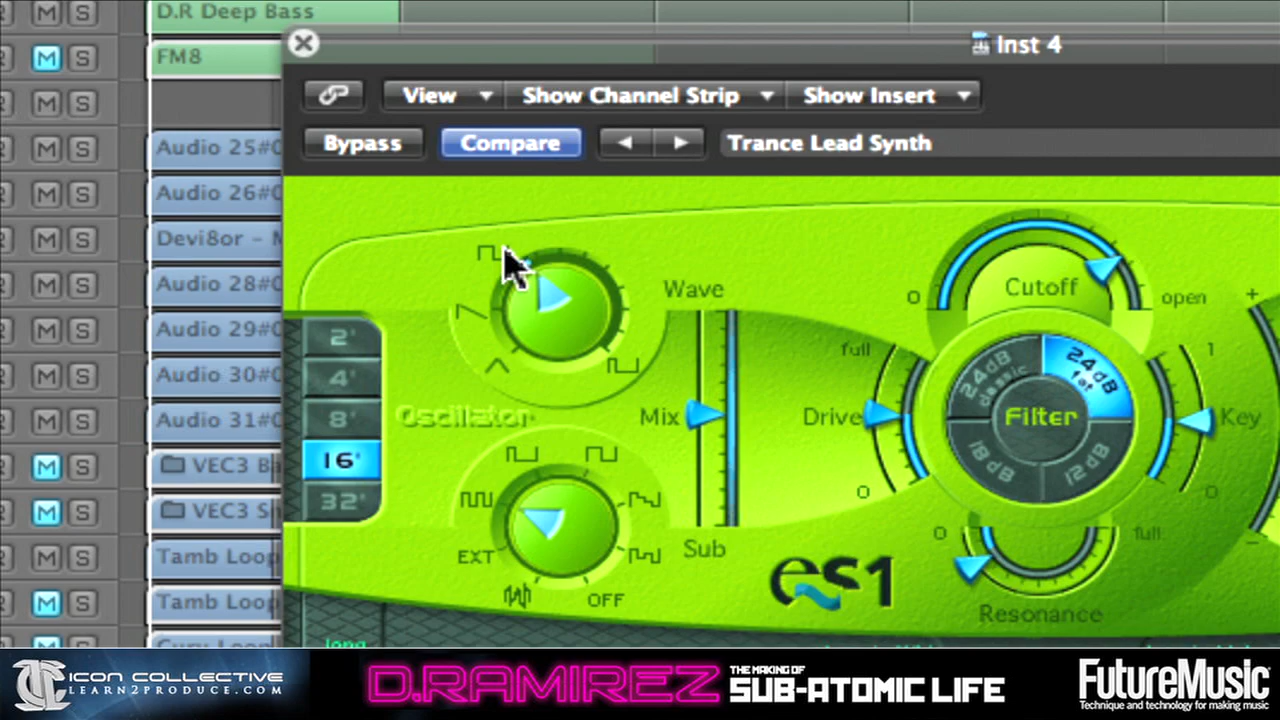 D.R Deep Bass
M S
Inst 4
M S
FM8
View
Show Channel Strip
Show Insert
M S
Bypass
Compare
Trance Lead Synth
M S
Audio 25#0
M S
Audio 26#0
M S
Devi8or -
M S
Audio 28#0
M S
Audio 29#0
M S
Audio 30#0
M S
Audio 31#0
M S
VEC3 Ba
M S
VEC3 S
M S
Tamb Loop
M S
Tamb Loop
M S
2'
4'
8'
16'
32'
Oscillator
Wave
Mix
Sub
EXT
OFF
full
Drive
0
0
Cutoff
open
24dB classic
24dB fat
Filter
18dB
12dB
1
Key
0
+
0
full
Resonance
es1
long
ICON COLLECTIVE
LEARN2PRODUCE.COM
D.RAMIREZ
THE MAKING OF
SUB-ATOMIC LIFE
FutureMusic
Technique and technology for making music